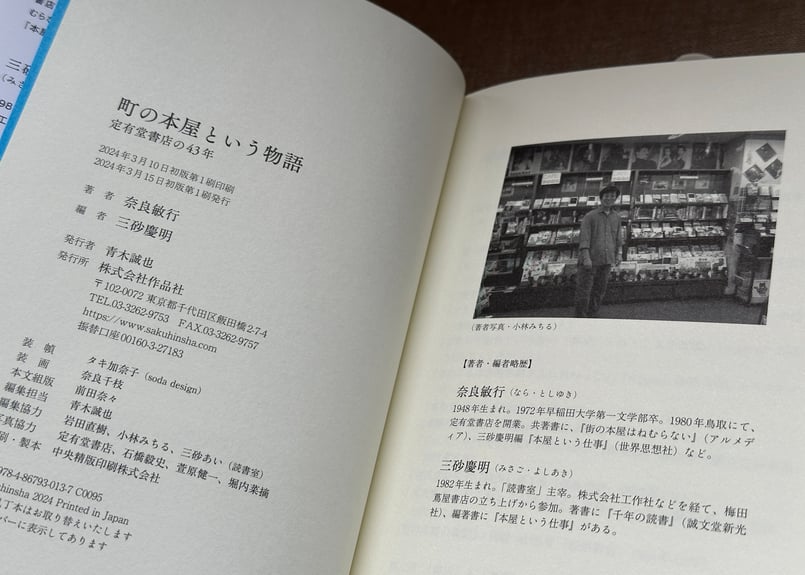 町の本屋という物語
定有堂書店の43年
2024年3月10日初版第1刷印刷
2024年3月15日初版第1刷発行
著者 奈良敏行
編者 三砂慶明
発行者 青木誠也
発行所 株式会社作品社
〒102-0072 東京都千代田区飯田橋2-7-4
TEL.03-3262-9753 FAX.03-3262-9757
https://www.sakuhinsha.com
振替口座00160-3-27183
装幀 タキ加奈子(soda design)
装画 奈良千枝
本文組版 前田奈々
編集担当 青木誠也
編集協力 岩田直樹、小林みちる、三砂あい(読書室)
写真協力 定有堂書店、石橋毅史、萱原健一、堀内菜摘
刷・製本 中央精版印刷株式会社
978-4-86793-013-7 C0095
2024 Printed in Japan
丁本はお取り替えいたします
バーに表示してあります
(著者写真・小林みちる)
【著者・編者略歴】
奈良敏行(なら・としゆき)
1948年生まれ。1972年早稲田大学第一文学部卒。1980年鳥取にて、
定有堂書店を開業。共著書に、『街の本屋はねむらない』(アルメデ
ィア)、三砂慶明編『本屋という仕事』(世界思想社)など。
三砂慶明(みさご・よしあき)
1982年生まれ。「読書室」主宰。株式会社工作社などを経て、梅田
蔦屋書店の立ち上げから参加。著書に『千年の読書』(誠文堂新光
社)、編著書に『本屋という仕事』がある。